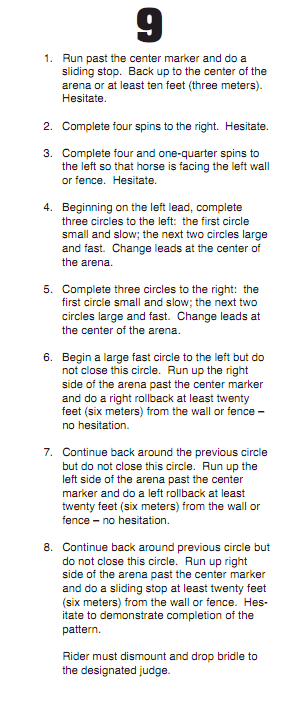 9
1. Run past the center marker and do a
sliding stop. Back up to the center of the
arena or at least ten feet (three meters).
Hesitate.
2. Complete four spins to the right. Hesitate.
3. Complete four and one-quarter spins to
the left so that horse is facing the left wall
or fence. Hesitate.
4. Beginning on the left lead, complete
three circles to the left: the first circle
small and slow; the next two circles large
and fast. Change leads at the center of
the arena.
5. Complete three circles to the right: the
first circle small and slow; the next two
circles large and fast. Change leads at
the center of the arena.
6. Begin a large fast circle to the left but do
not close this circle. Run up the right
side of the arena past the center marker
and do a right rollback at least twenty
feet (six meters) from the wall or fence –
no hesitation.
7. Continue back around the previous circle
but do not close this circle. Run up the
left side of the arena past the center
marker and do a left rollback at least
twenty feet (six meters) from the wall or
fence – no hesitation.
8. Continue back around previous circle but
do not close this circle. Run up right
side of the arena past the center marker
and do a sliding stop at least twenty feet
(six meters) from the wall or fence. Hes-
itate to demonstrate completion of the
pattern.
Rider must dismount and drop bridle to
the designated judge.